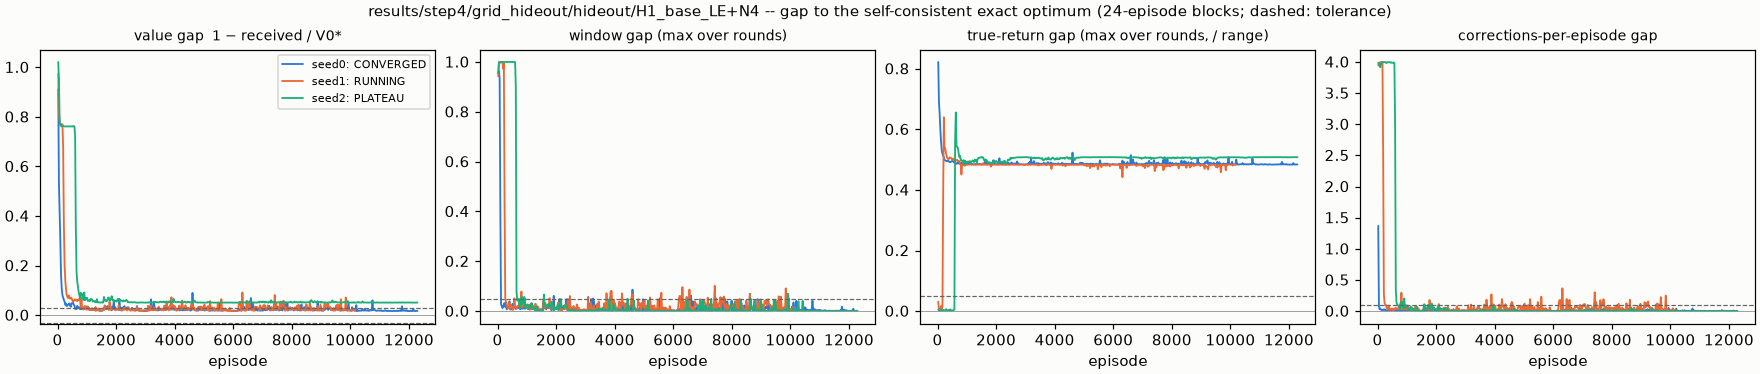 results/step4/grid_hideout/hideout/H1_base_LE+N4 -- gap to the self-consistent exact optimum (24-episode blocks; dashed: tolerance)
value gap  1 − received / V0*
1.0
0.8
0.6
0.4
0.2
0.0
seed0: CONVERGED
seed1: RUNNING
seed2: PLATEAU
0 2000 4000 6000 8000 10000 12000
episode
window gap (max over rounds)
1.0
0.8
0.6
0.4
0.2
0.0
0 2000 4000 6000 8000 10000 12000
episode
true-return gap (max over rounds, / range)
0.8
0.6
0.4
0.2
0.0
0 2000 4000 6000 8000 10000 12000
episode
corrections-per-episode gap
4.0
3.5
3.0
2.5
2.0
1.5
1.0
0.5
0.0
0 2000 4000 6000 8000 10000 12000
episode